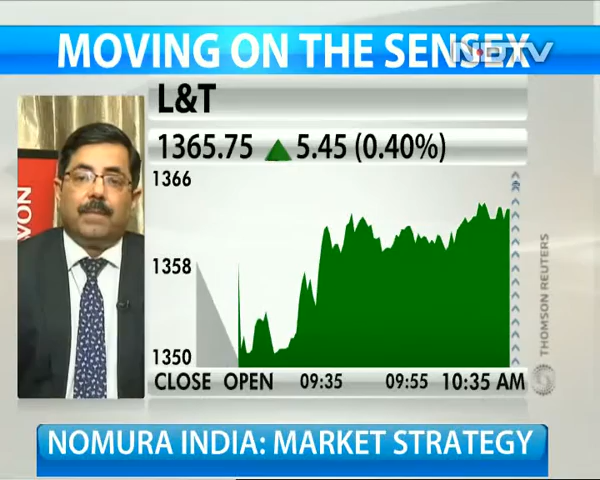 MOVING ON THE SENSEX
NDTV
L&T
1365.75 ▲ 5.45 (0.40%)
1366
1358
1350
CLOSE OPEN 09:35 09:55 10:35 AM
THOMSON REUTERS
NOMURA INDIA: MARKET STRATEGY